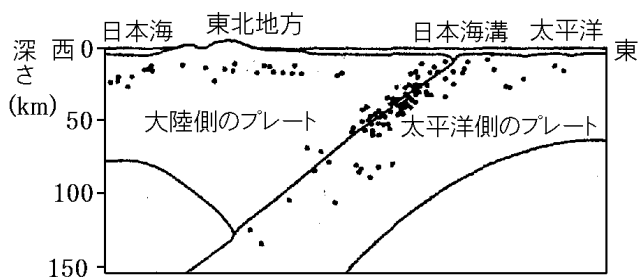 日本海 東北地方 日本海溝 太平洋
深さ(km)
西 0 東
50
100
150
大陸側のプレート 太平洋側のプレート